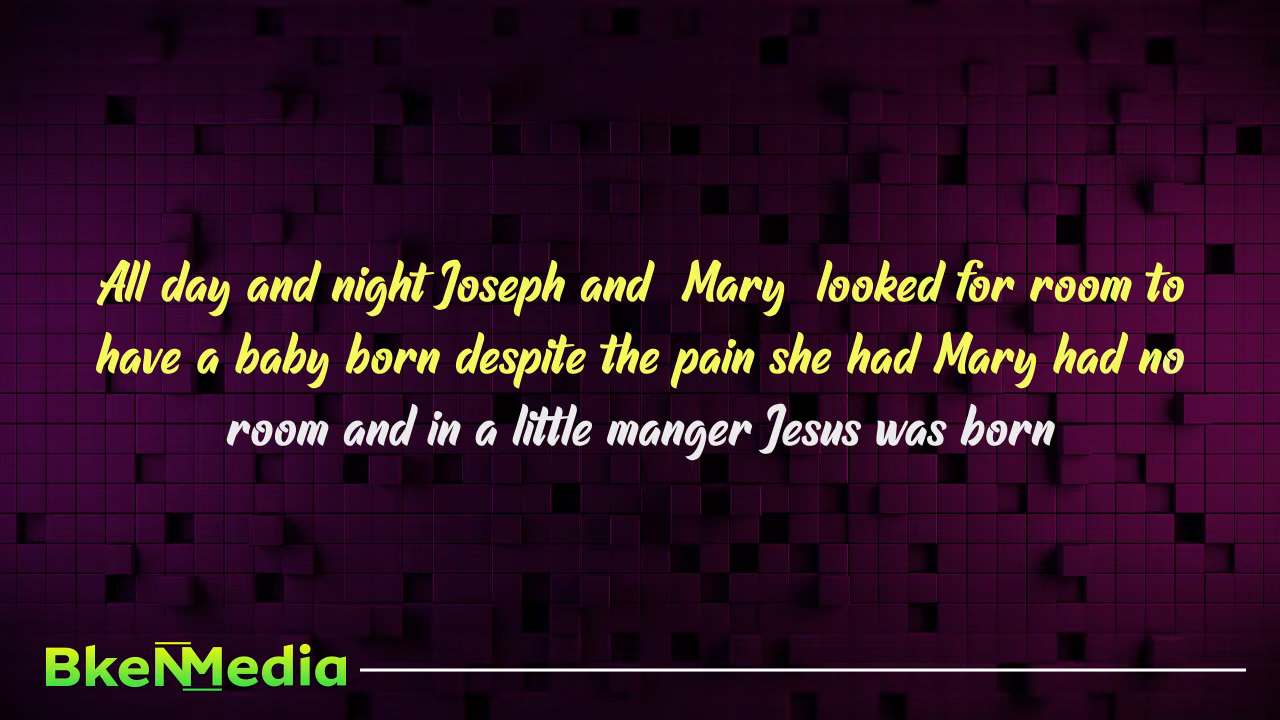 All day and night Joseph and Mary looked for room to
have a baby born despite the pain she had Mary had no
room and in a little manger Jesus was born
BkeNMedia